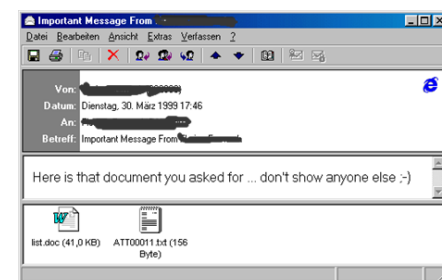 Important Message From
Datei Bearbeiten Ansicht Extras Verfassen ?
Von:
Datum: Dienstag, 30. März 1999 17:46
An:
Betreff: Important Message From
Here is that document you asked for ... don't show anyone else ;-)
list.doc (41,0 KB) ATT00011.txt (156
Byte)